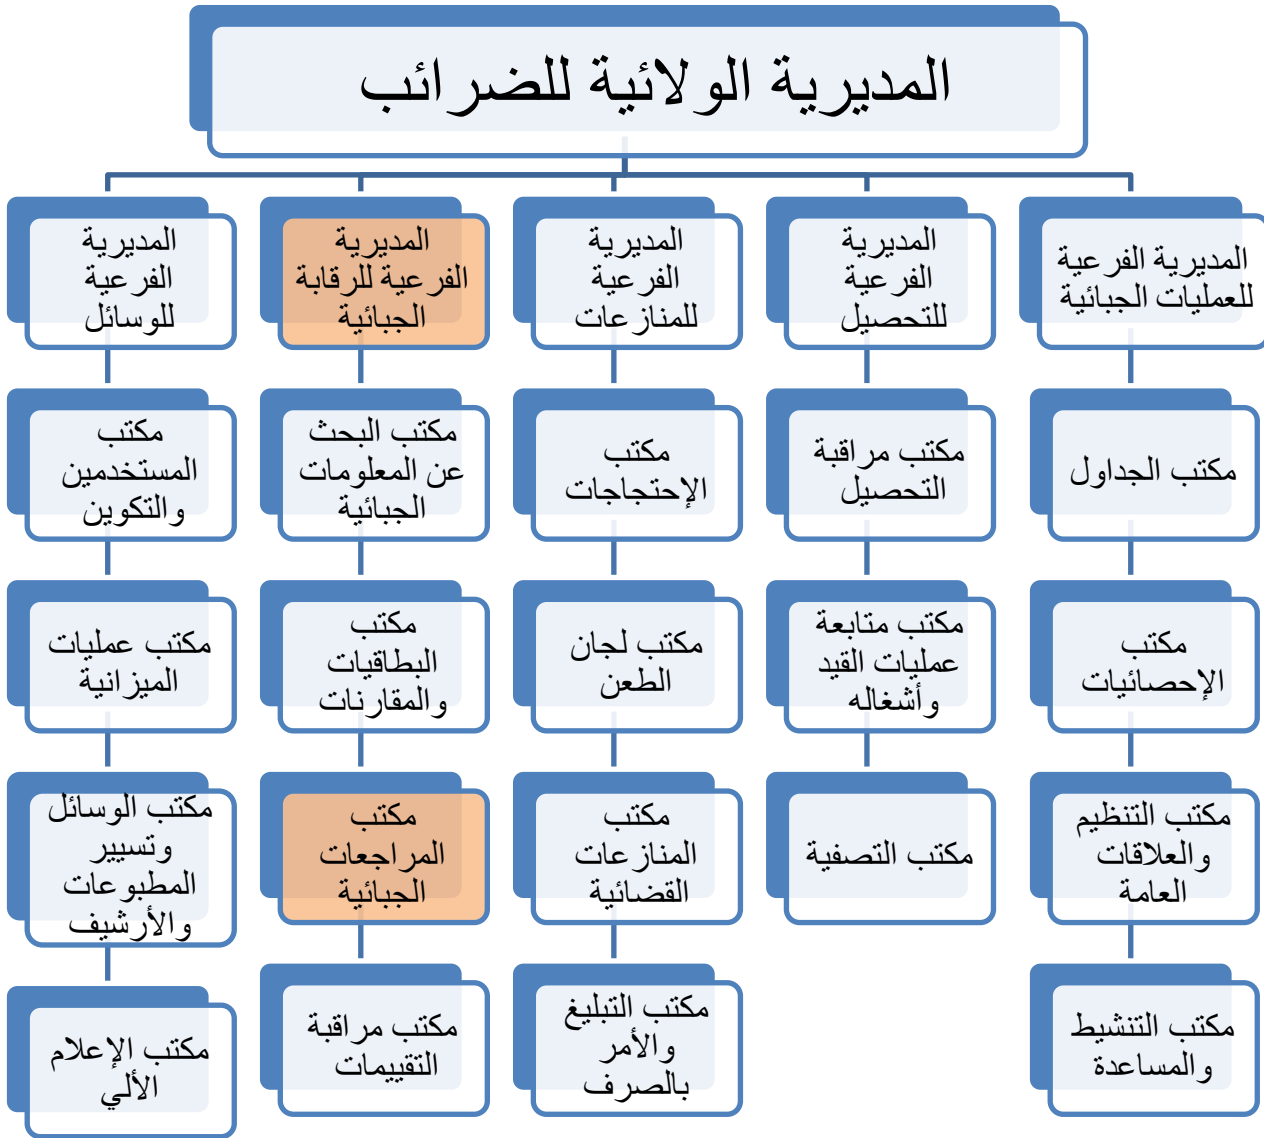 المديرية الولائية للضرائب
المديرية الفرعية
للعمليات الجبائية
مكتب الجداول
مكتب
الإحصائيات
مكتب التنظيم
والعلاقات
العامة
مكتب التنشيط
والمساعدة
المديرية
الفرعية
للتحصيل
مكتب مراقبة
التحصيل
مكتب متابعة
عمليات القيد
وأشغاله
مكتب التصفية
المديرية
الفرعية
للمنازعات
مكتب
الإحتجاجات
مكتب لجان
الطعن
مكتب
المنازعات
القضائية
مكتب التبليغ
والأمر
بالصرف
المديرية
الفرعية للرقابة
الجبائية
مكتب البحث
عن المعلومات
الجبائية
مكتب
البطاقيات
والمقارنات
مكتب
المراجعات
الجبائية
مكتب مراقبة
التقييمات
المديرية
الفرعية
للوسائل
مكتب
المستخدمين
والتكوين
مكتب عمليات
الميزانية
مكتب الوسائل
وتسيير
المطبوعات
والأرشيف
مكتب الإعلام
الألي